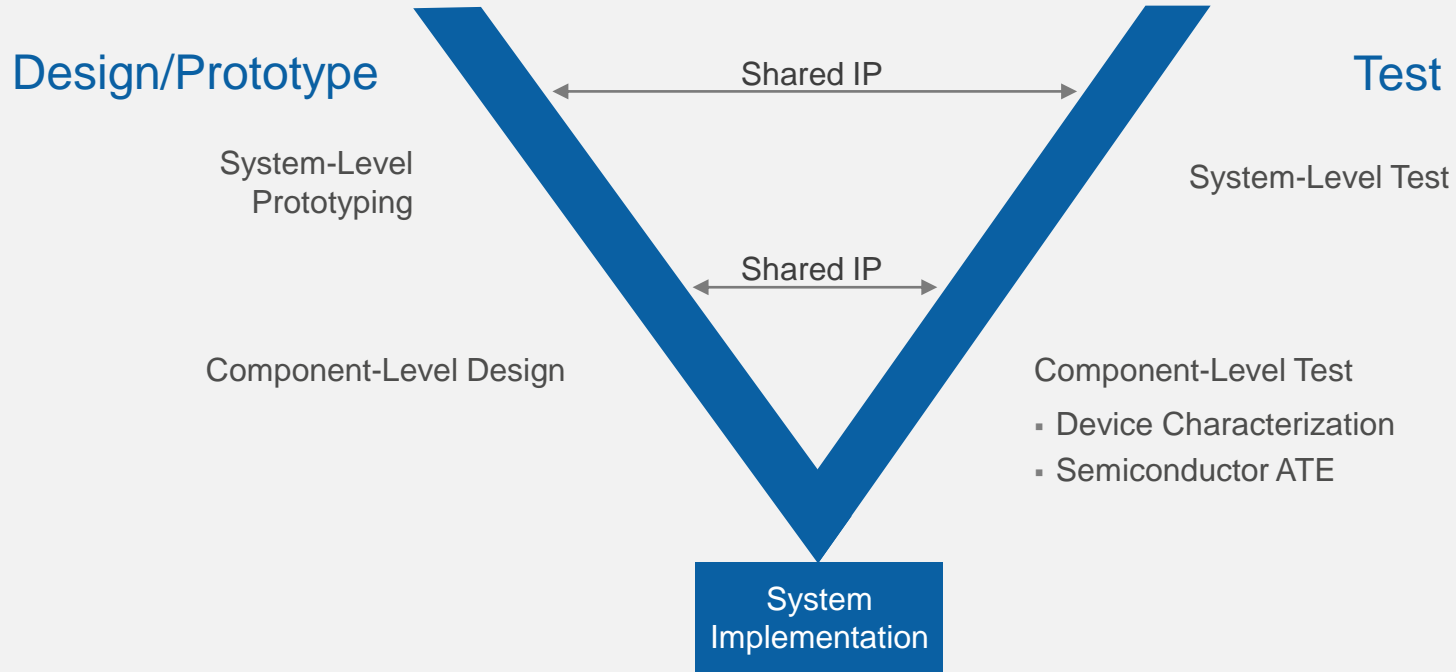 Design/Prototype
Shared IP
Test
System-Level
Prototyping
System-Level Test
Shared IP
Component-Level Design
Component-Level Test
▪ Device Characterization
▪ Semiconductor ATE
System
Implementation